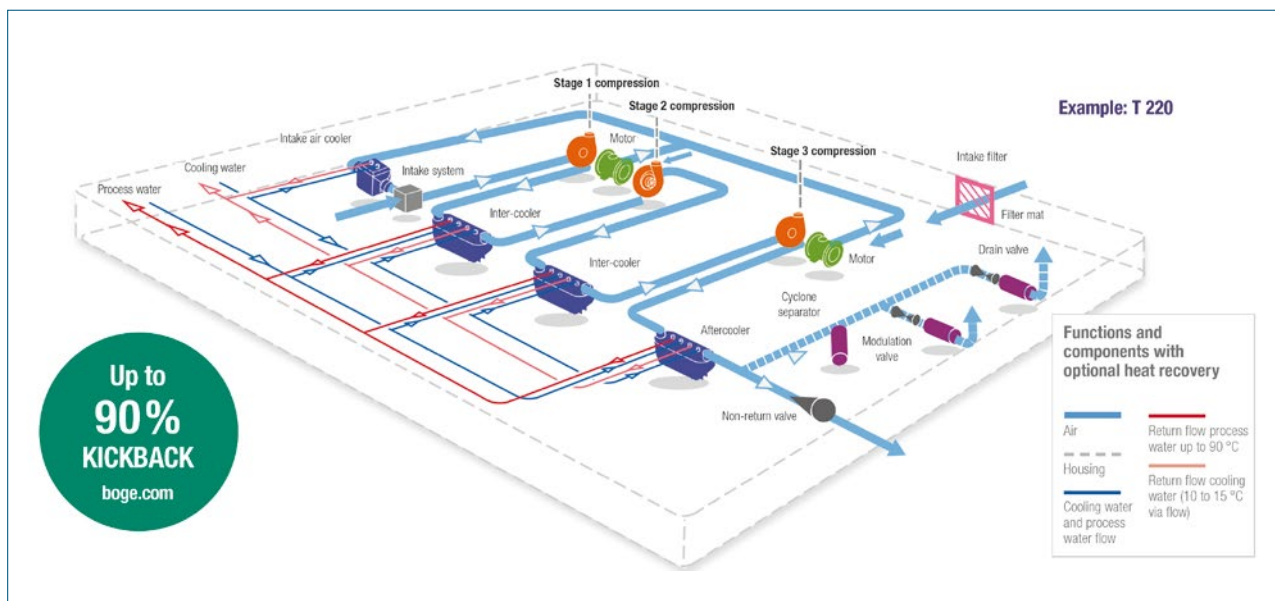 Stage 1 compression
Stage 2 compression
Example: T 220
Intake air cooler
Motor
Stage 3 compression
Intake filter
Cooling water
Intake system
Process water
Inter-cooler
Filter mat
Drain valve
Inter-cooler
Motor
Cyclone
separator
Aftercooler
Modulation
valve
Non-return valve
Up to
90%
KICKBACK
boge.com
Functions and
components with
optional heat recovery
Air
Housing
Cooling water
and process
water flow
Return flow process
water up to 90 °C
Return flow cooling
water (10 to 15 °C
via flow)